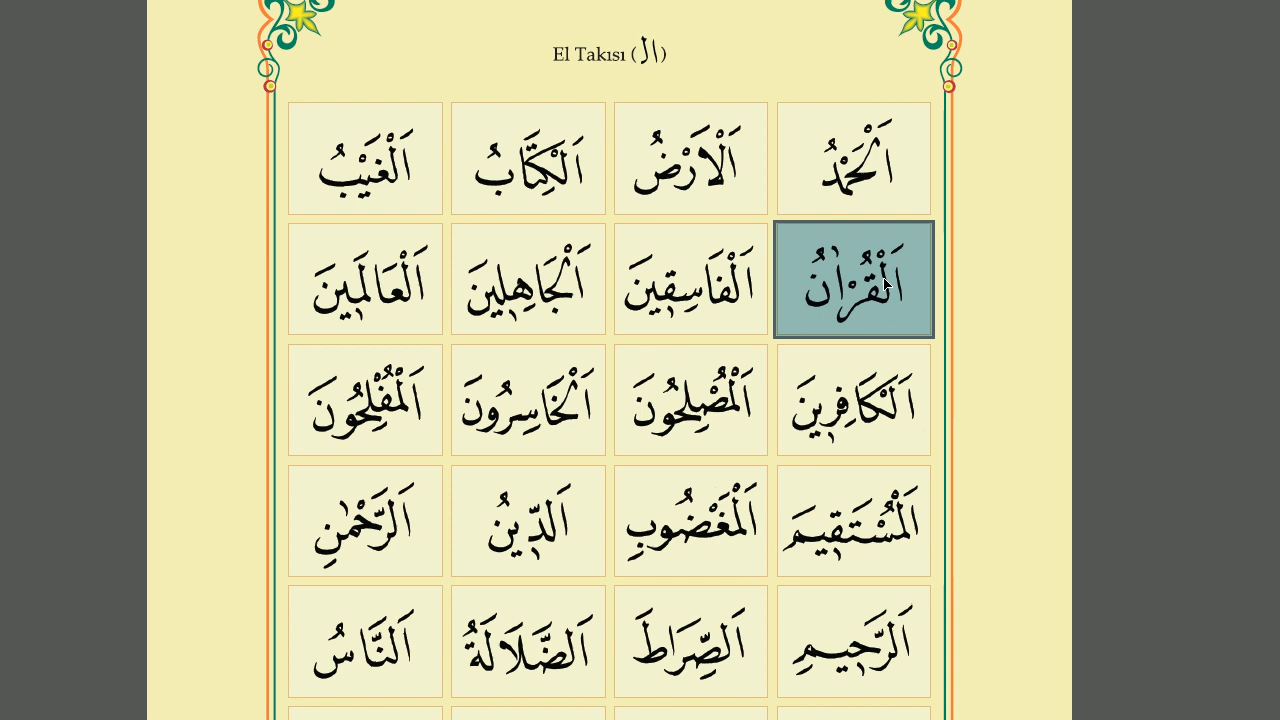 El Takısı (ال)
اَلْحَمْدُ اَلْاَرْضُ اَلْكِتَابُ اَلْغَيْبُ
اَلْقُرْاٰنُ اَلْفَاسِقِينَ اَلْجَاهِلِينَ اَلْعَالَمِينَ
اَلْكَافِرِينَ اَلْمُصْلِحُونَ اَلْخَاسِرُونَ اَلْمُفْلِحُونَ
اَلْمُسْتَقِيمَ اَلْمَغْضُوبِ اَلدِّينُ اَلرَّحْمٰنِ
اَلرَّحِيمِ اَلصِّرَاطَ اَلضَّلَالَةُ اَلنَّاسُ